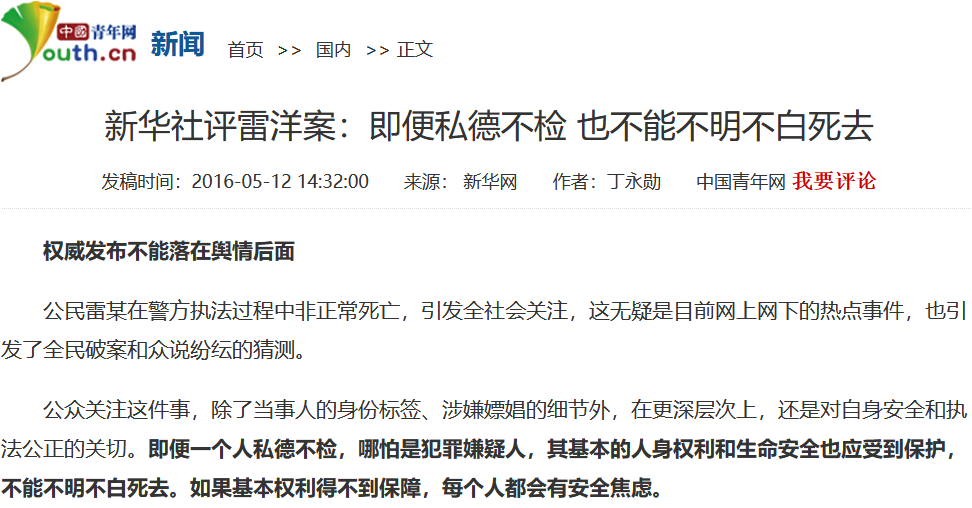 中國青年网
Youth.cn
新闻 首页 >> 国内 >> 正文
新华社评雷洋案：即便私德不检 也不能不明不白死去
发稿时间：2016-05-12 14:32:00 来源： 新华网 作者：丁永勋 中国青年网 我要评论
权威发布不能落在舆情后面
公民雷某在警方执法过程中非正常死亡，引发全社会关注，这无疑是目前网上网下的热点事件，也引
发了全民破案和众说纷纭的猜测。
公众关注这件事，除了当事人的身份标签、涉嫌嫖娼的细节外，在更深层次上，还是对自身安全和执
法公正的关切。即便一个人私德不检，哪怕是犯罪嫌疑人，其基本的人身权利和生命安全也应受到保护，
不能不明不白死去。如果基本权利得不到保障，每个人都会有安全焦虑。